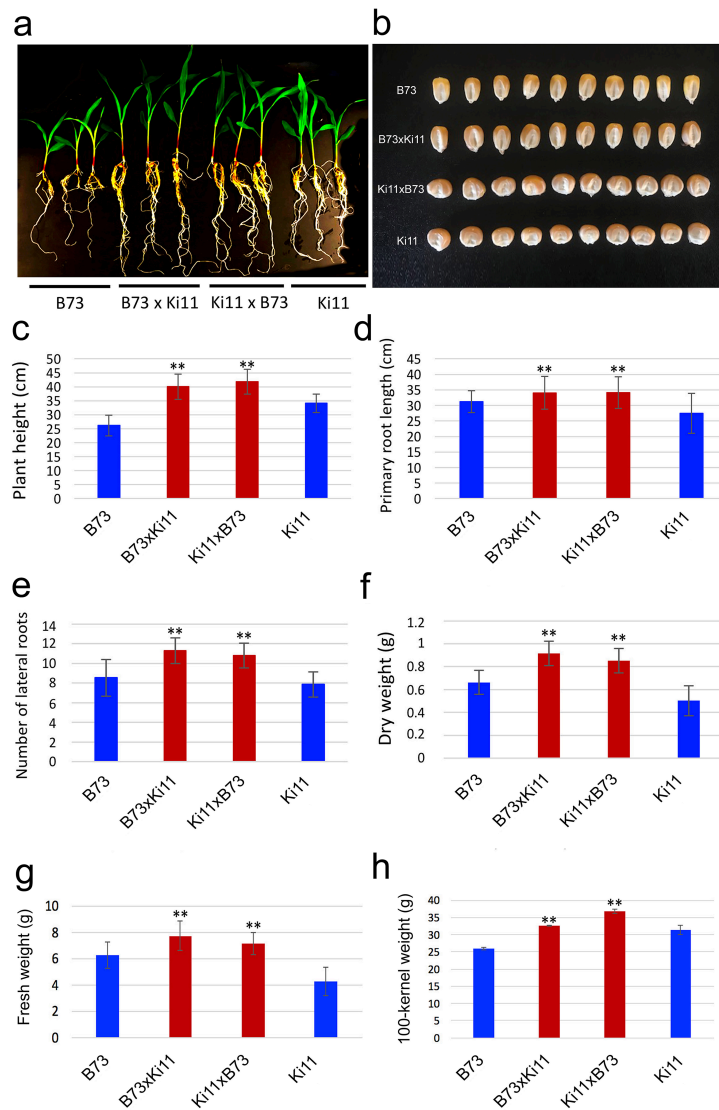 a
B73
B73 x Ki11
Ki11 x B73
Ki11
b
B73
B73xKi11
Ki11xB73
Ki11
c
Plant height (cm)
50
45
40
35
30
25
20
15
10
5
0
**
**
B73
B73xKi11
Ki11xB73
Ki11
d
Primary root length (cm)
45
40
35
30
25
20
15
10
5
0
**
**
B73
B73xKi11
Ki11xB73
Ki11
e
Number of lateral roots
14
12
10
8
6
4
2
0
**
**
B73
B73xKi11
Ki11xB73
Ki11
f
Dry weight (g)
1.2
1
0.8
0.6
0.4
0.2
0
**
**
B73
B73xKi11
Ki11xB73
Ki11
g
Fresh weight (g)
10
8
6
4
2
0
**
**
B73
B73xKi11
Ki11xB73
Ki11
h
100-kernel weight (g)
40
35
30
25
20
15
10
5
0
**
**
B73
B73xKi11
Ki11xB73
Ki11